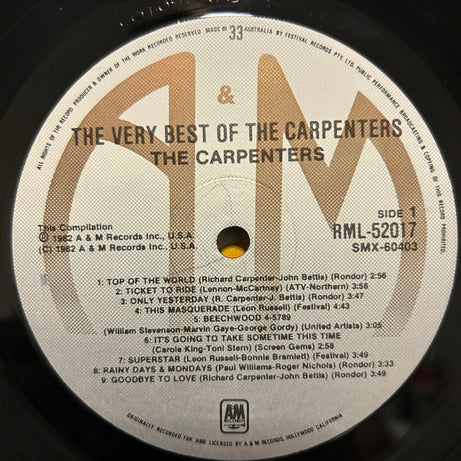 ALL RIGHTS OF THE RECORD PRODUCER & OWNER OF THE WORK RECORDED RESERVED. MADE IN 33 AUSTRALIA BY FESTIVAL RECORDS PTY. LTD. PUBLIC PERFORMANCE BROADCASTING & COPYING OF THIS RECORD PROHIBITED.
A & M
THE VERY BEST OF THE CARPENTERS
THE CARPENTERS
SIDE 1
RML-52017
SMX-60403
This Compilation
℗ 1982 A & M Records Inc., U.S.A.
(C) 1982 A & M Records Inc., U.S.A.
1: TOP OF THE WORLD (Richard Carpenter-John Bettis) (Rondor) 2:56
2: TICKET TO RIDE (Lennon-McCartney) (ATV-Northern) 3:56
3: ONLY YESTERDAY (R. Carpenter-J. Bettis) (Rondor) 3:45
4: THIS MASQUERADE (Leon Russell) (Festival) 4:43
5: BEECHWOOD 4-5789
(William Stevenson-Marvin Gaye-George Gordy) (United Artists) 3:05
6: IT'S GOING TO TAKE SOMETIME THIS TIME
(Carole King-Toni Stern) (Screen Gems) 2:58
7: SUPERSTAR (Leon Russell-Bonnie Bramlett) (Festival) 3:49
8: RAINY DAYS & MONDAYS (Paul Williams-Roger Nichols) (Rondor) 3:40
9: GOODBYE TO LOVE (Richard Carpenter-John Bettis) (Rondor) 3:49
A&M
RECORDS
ORIGINALLY RECORDED FOR AND RELEASED BY A & M RECORDS, HOLLYWOOD CALIFORNIA.